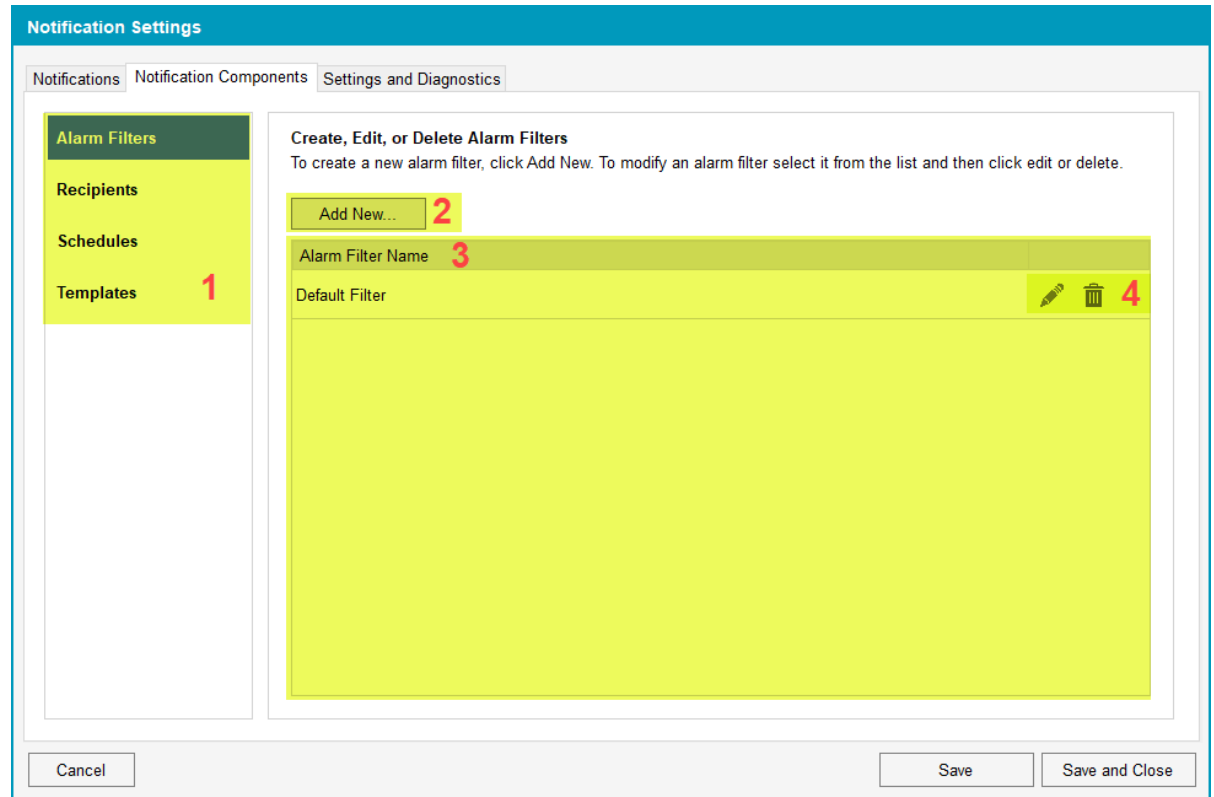 Notification Settings
Notifications Notification Components Settings and Diagnostics
Alarm Filters
Recipients
Schedules
Templates 1
Create, Edit, or Delete Alarm Filters
To create a new alarm filter, click Add New. To modify an alarm filter select it from the list and then click edit or delete.
Add New... 2
Alarm Filter Name 3
Default Filter 4
Cancel Save Save and Close